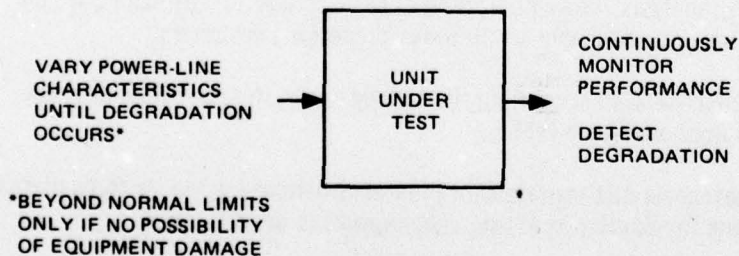 VARY POWER-LINE
CHARACTERISTICS
UNTIL DEGRADATION
OCCURS*
UNIT
UNDER
TEST
CONTINUOUSLY
MONITOR
PERFORMANCE
DETECT
DEGRADATION
*BEYOND NORMAL LIMITS
ONLY IF NO POSSIBILITY
OF EQUIPMENT DAMAGE